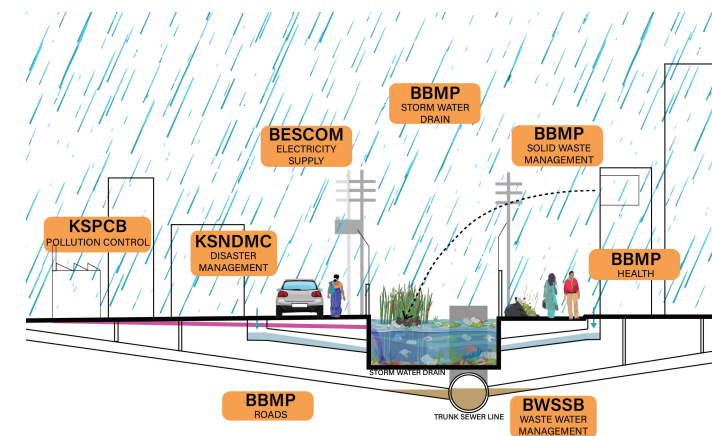 BBMP
STORM WATER
DRAIN
BESCOM
ELECTRICITY
SUPPLY
BBMP
SOLID WASTE
MANAGEMENT
KSPCB
POLLUTION CONTROL
KSNDMC
DISASTER
MANAGEMENT
BBMP
HEALTH
STORM WATER DRAIN
BBMP
ROADS
TRUNK SEWER LINE
BWSSB
WASTE WATER
MANAGEMENT